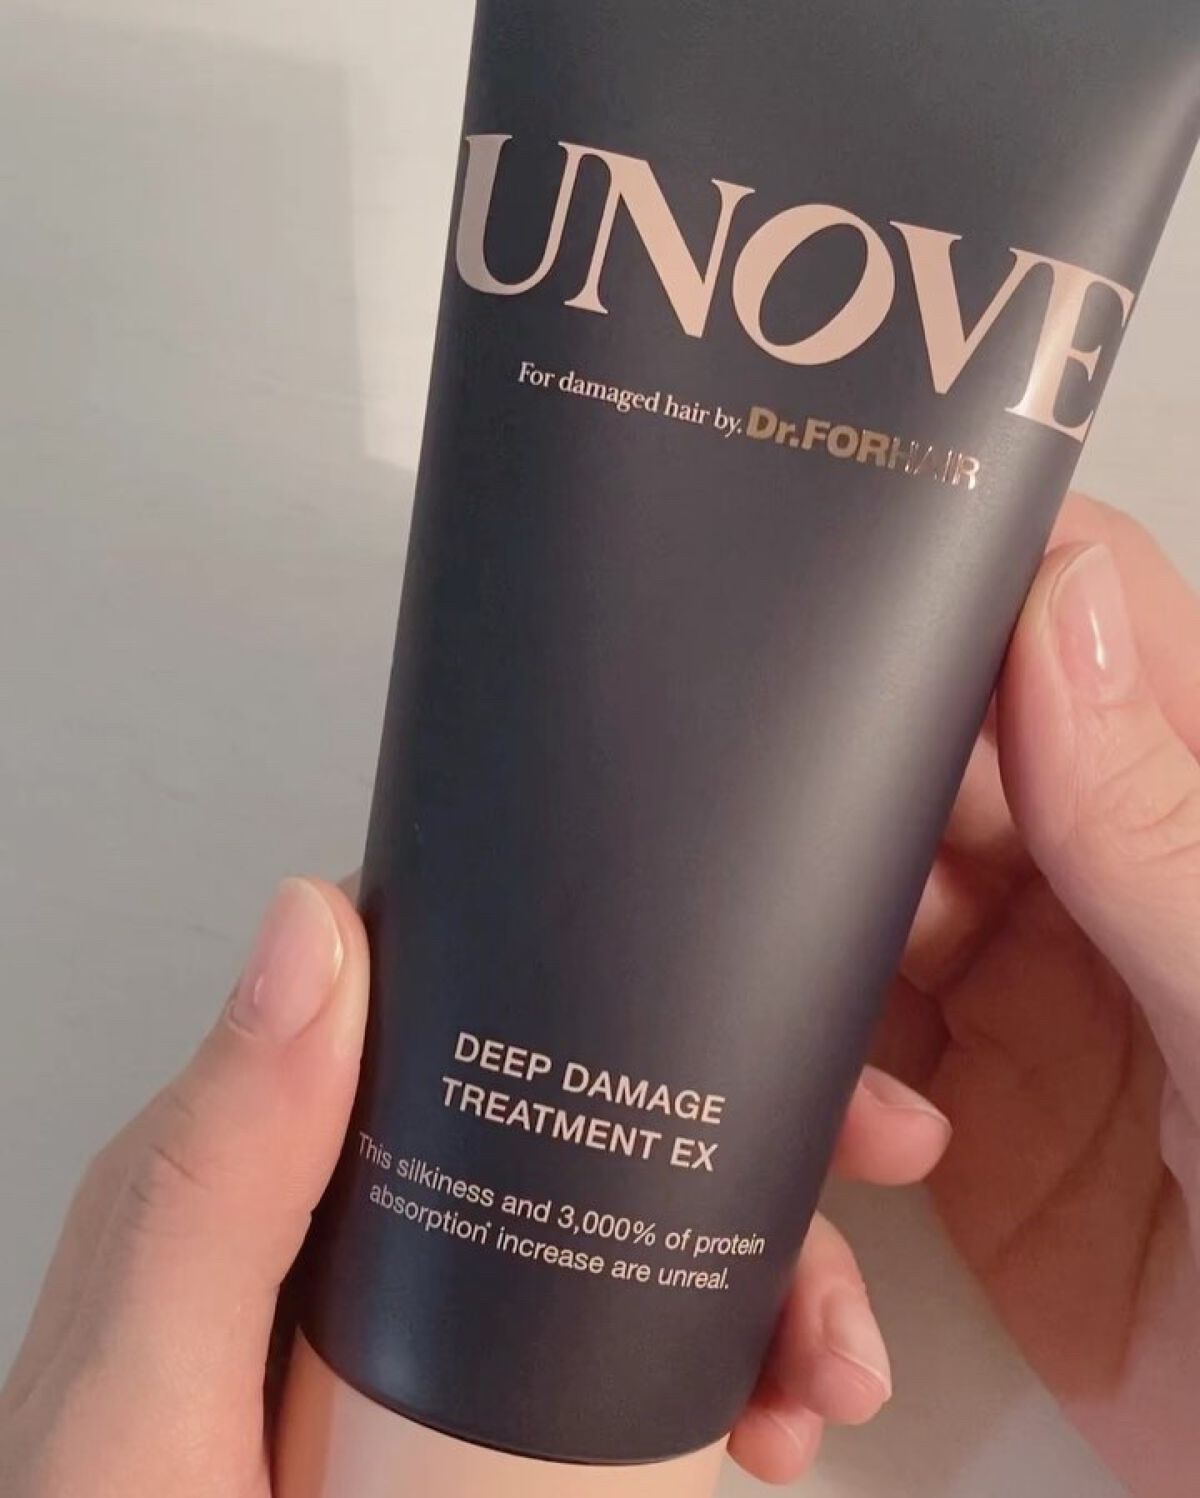 UNOVE
For damaged hair by. Dr.FORHAIR
DEEP DAMAGE
TREATMENT EX
This silkiness and 3,000% of protein
absorption* increase are unreal.